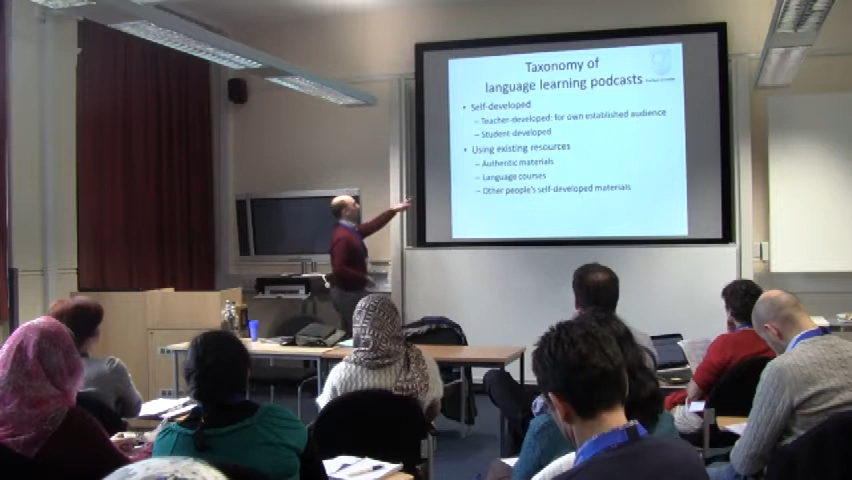 Taxonomy of
language learning podcasts
• Self-developed
– Teacher-developed: for own established audience
– Student developed
• Using existing resources
– Authentic materials
– Language courses
– Other people's self-developed materials